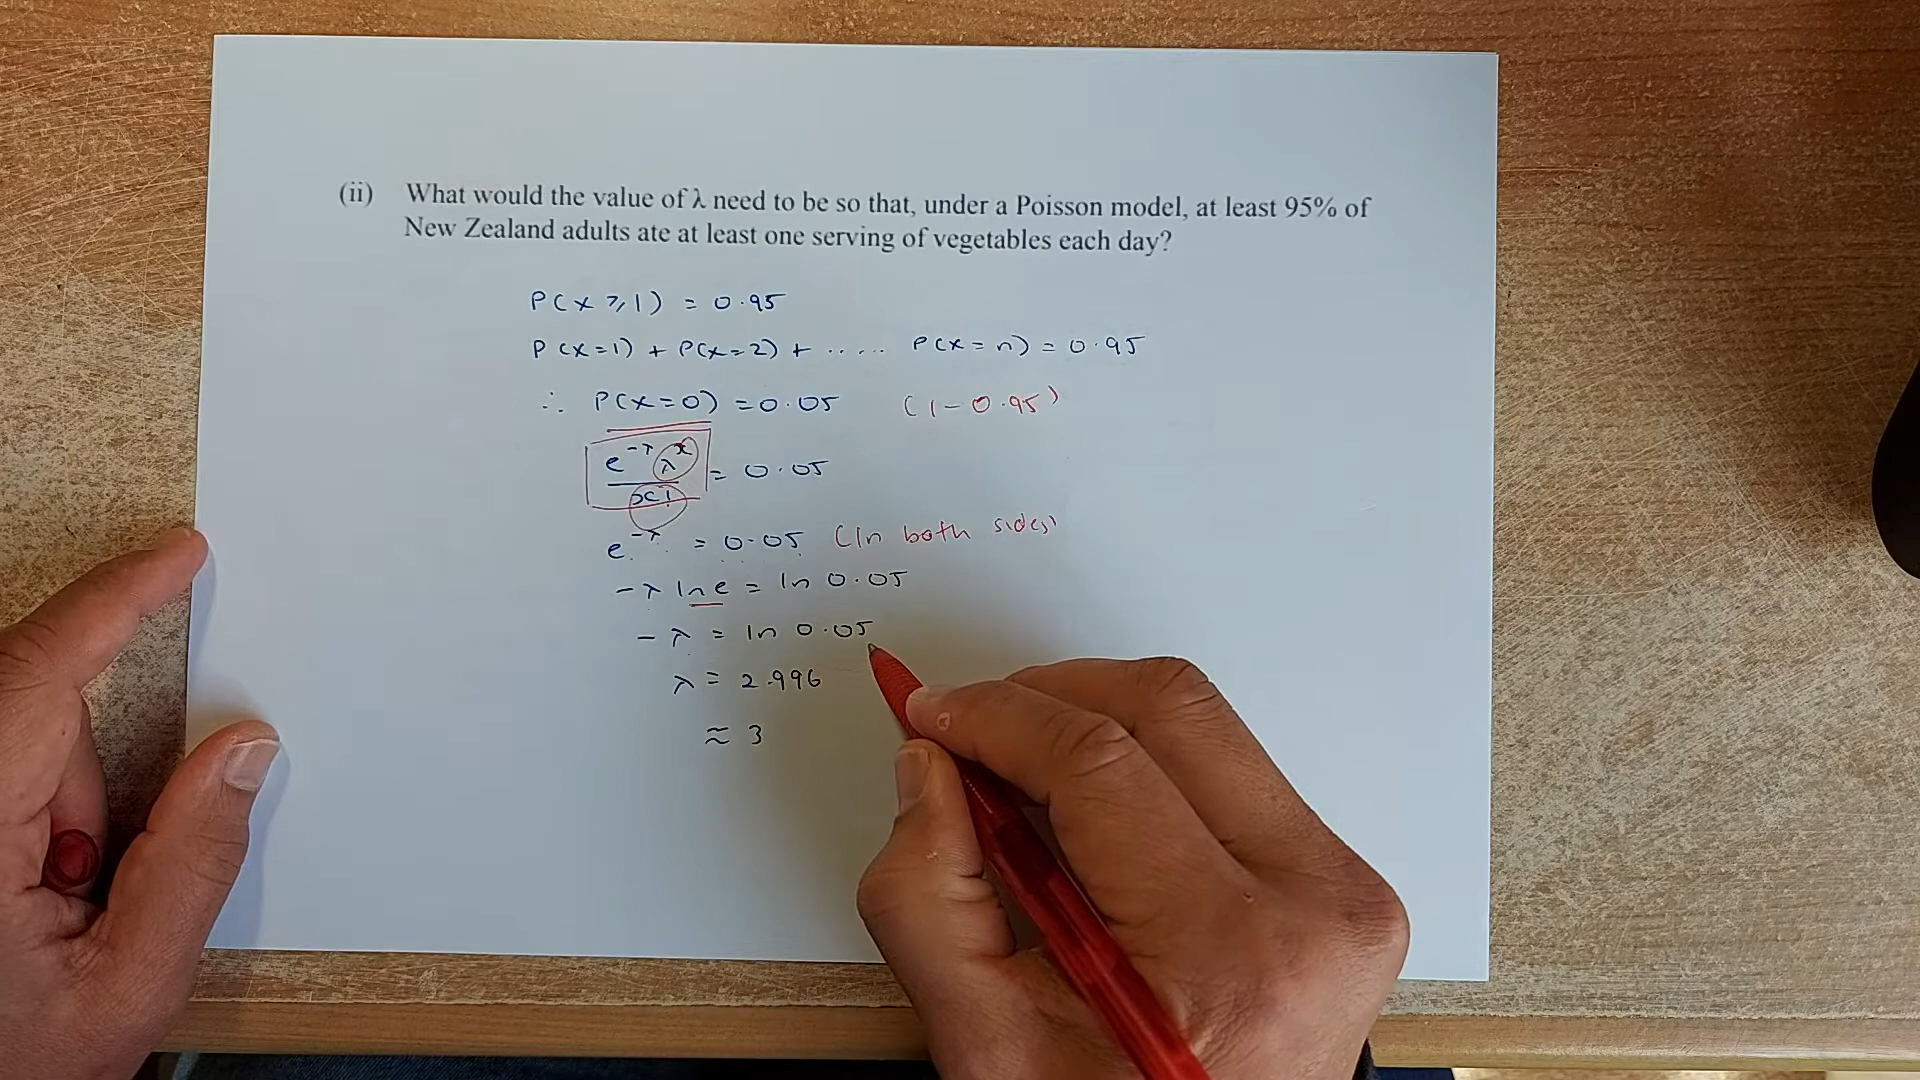 (ii) What would the value of λ need to be so that, under a Poisson model, at least 95% of
New Zealand adults ate at least one serving of vegetables each day?
P(x ⩾ 1) = 0.95
P(x=1) + P(x=2) + ..... P(x=n) = 0.95
∴ P(x=0) = 0.05 (1 - 0.95)
e^-λ λ^x / x! = 0.05
e^-λ = 0.05 (ln both sides)
-λ ln e = ln 0.05
-λ = ln 0.05
λ = 2.996
≈ 3